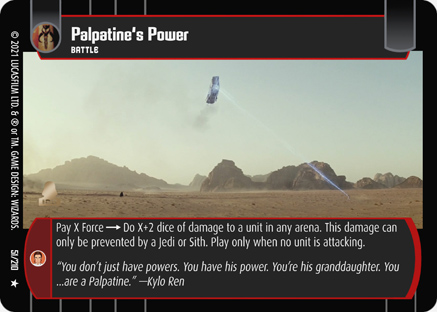 Palpatine's Power
BATTLE
Pay X Force → Do X+2 dice of damage to a unit in any arena. This damage can
only be prevented by a Jedi or Sith. Play only when no unit is attacking.
"You don't just have powers. You have his power. You're his granddaughter. You
...are a Palpatine." —Kylo Ren
© 2021 LUCASFILM LTD. & ® or TM. GAME DESIGN: WIZARDS.
51/210 ★